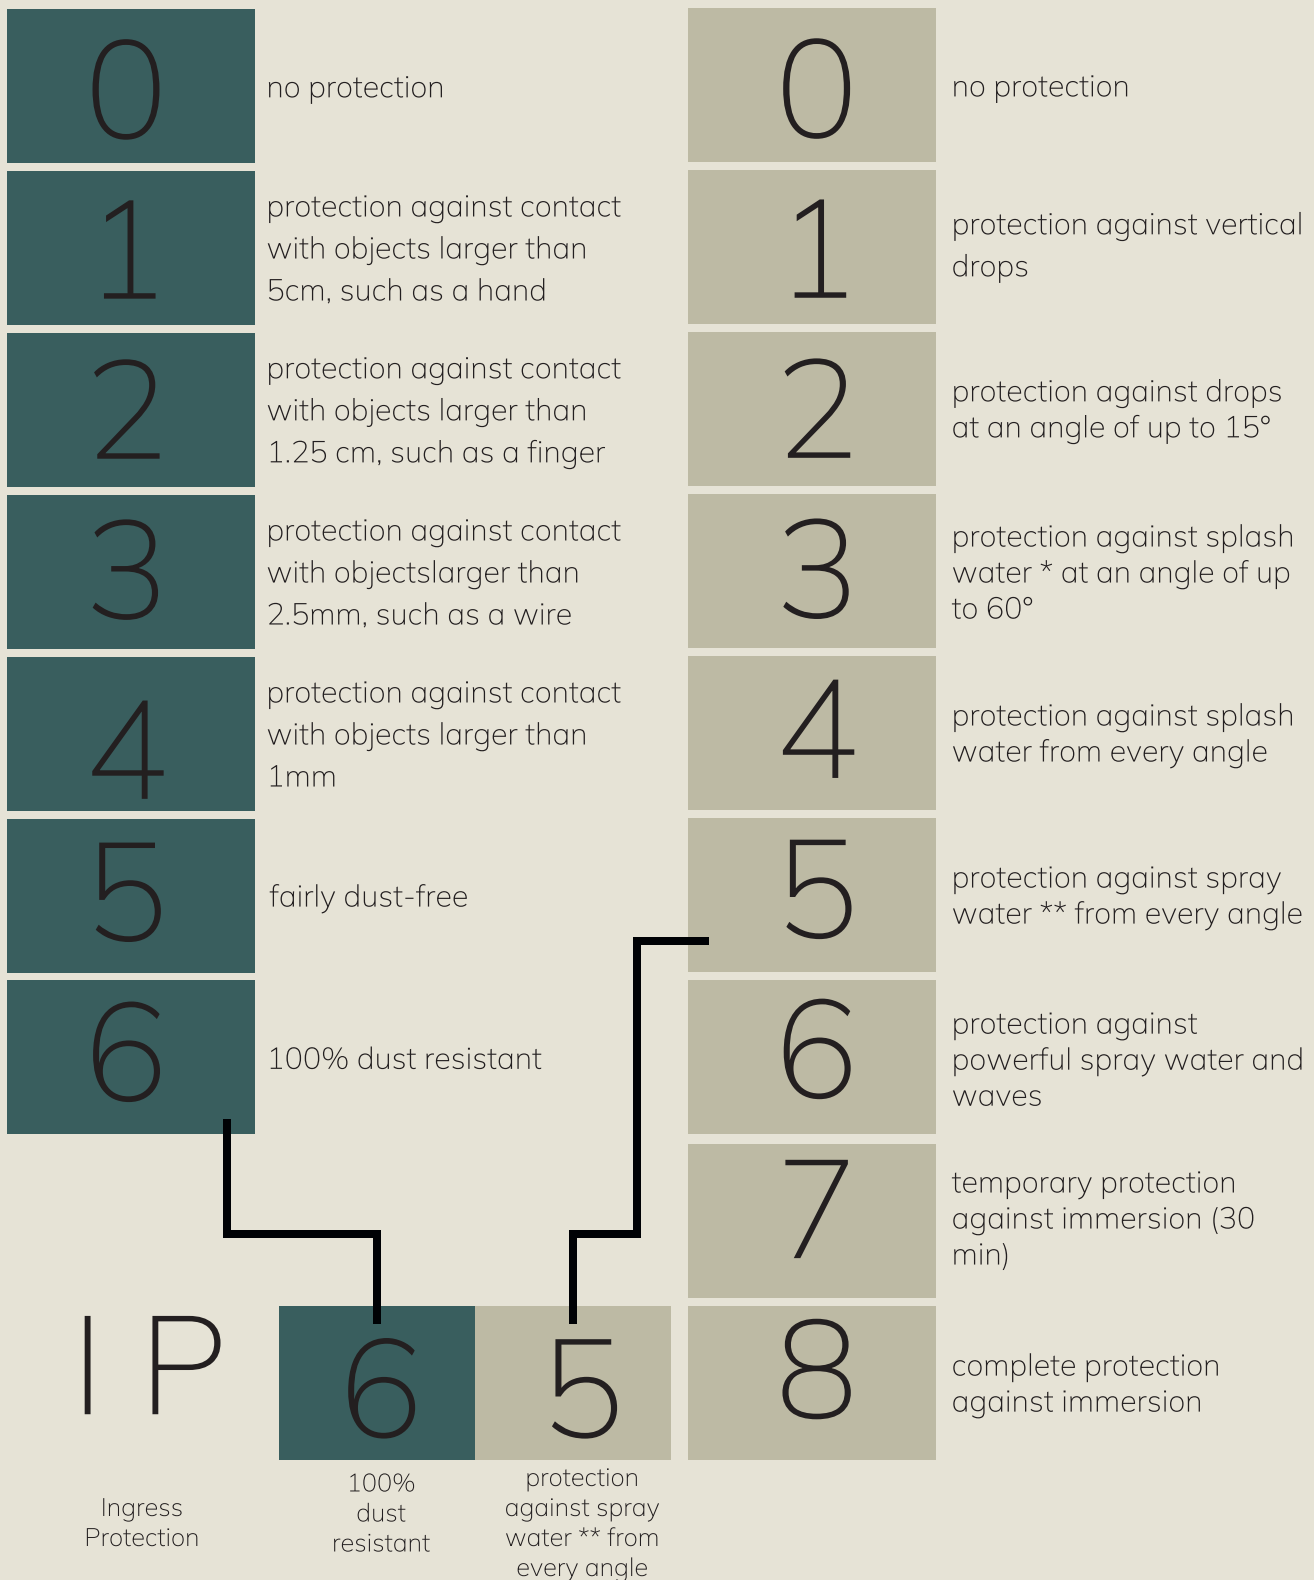 0
no protection
1
protection against contact
with objects larger than
5cm, such as a hand
2
protection against contact
with objects larger than
1.25 cm, such as a finger
3
protection against contact
with objectslarger than
2.5mm, such as a wire
4
protection against contact
with objects larger than
1mm
5
fairly dust-free
6
100% dust resistant
0
no protection
1
protection against vertical
drops
2
protection against drops
at an angle of up to 15°
3
protection against splash
water * at an angle of up
to 60°
4
protection against splash
water from every angle
5
protection against spray
water ** from every angle
6
protection against
powerful spray water and
waves
7
temporary protection
against immersion (30
min)
8
complete protection
against immersion
I P
Ingress
Protection
6
100%
dust
resistant
5
protection
against spray
water ** from
every angle